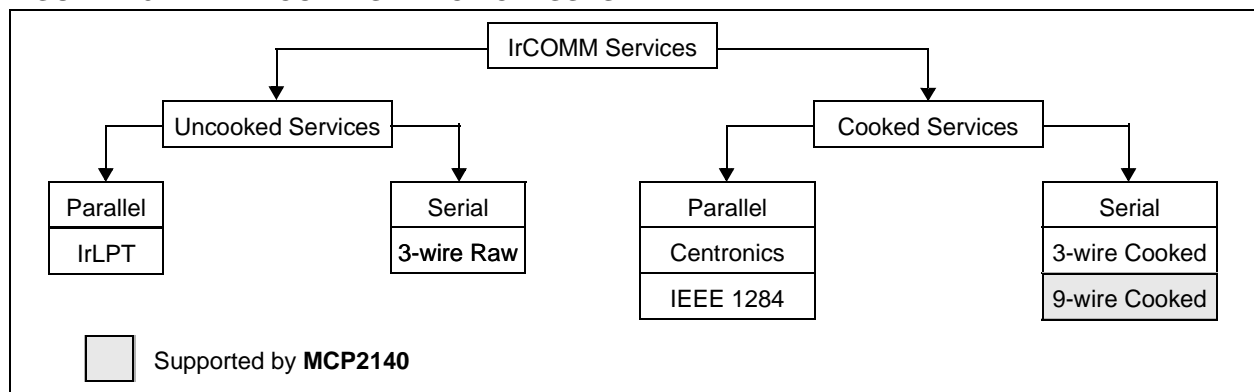 IrCOMM Services
Uncooked Services
Cooked Services
Parallel
IrLPT
Serial
3-wire Raw
Parallel
Centronics
IEEE 1284
Serial
3-wire Cooked
9-wire Cooked
Supported by MCP2140